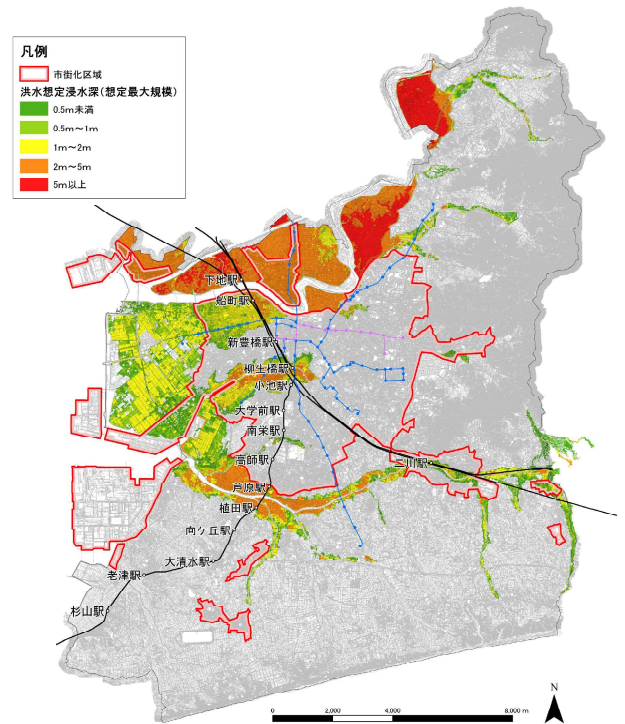 凡例
市街化区域
洪水想定浸水深(想定最大規模)
0.5m未満
0.5m～1m
1m～2m
2m～5m
5m以上
下地駅
船町駅
新豊橋駅
柳生橋駅
小池駅
大学前駅
南栄駅
高師駅
二川駅
芦原駅
植田駅
向ケ丘駅
大清水駅
老津駅
杉山駅
N
0 2,000 4,000 8,000 m